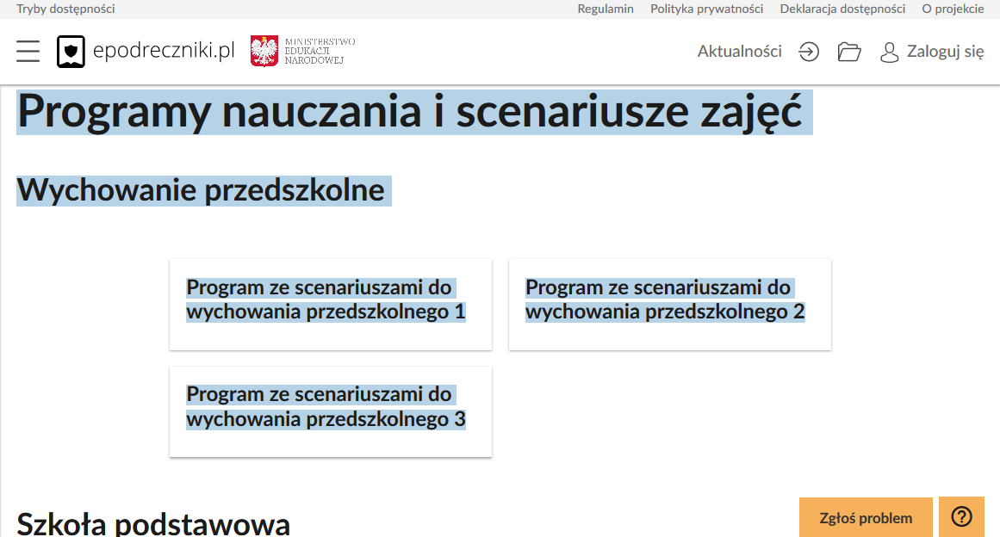 Tryby dostępności
Regulamin Polityka prywatności Deklaracja dostępności O projekcie
epodreczniki.pl
MINISTERSTWO
EDUKACJI
NARODOWEJ
Aktualności
Zaloguj się
Programy nauczania i scenariusze zajęć
Wychowanie przedszkolne
Program ze scenariuszami do
wychowania przedszkolnego 1
Program ze scenariuszami do
wychowania przedszkolnego 2
Program ze scenariuszami do
wychowania przedszkolnego 3
Szkoła podstawowa
Zgłoś problem
?